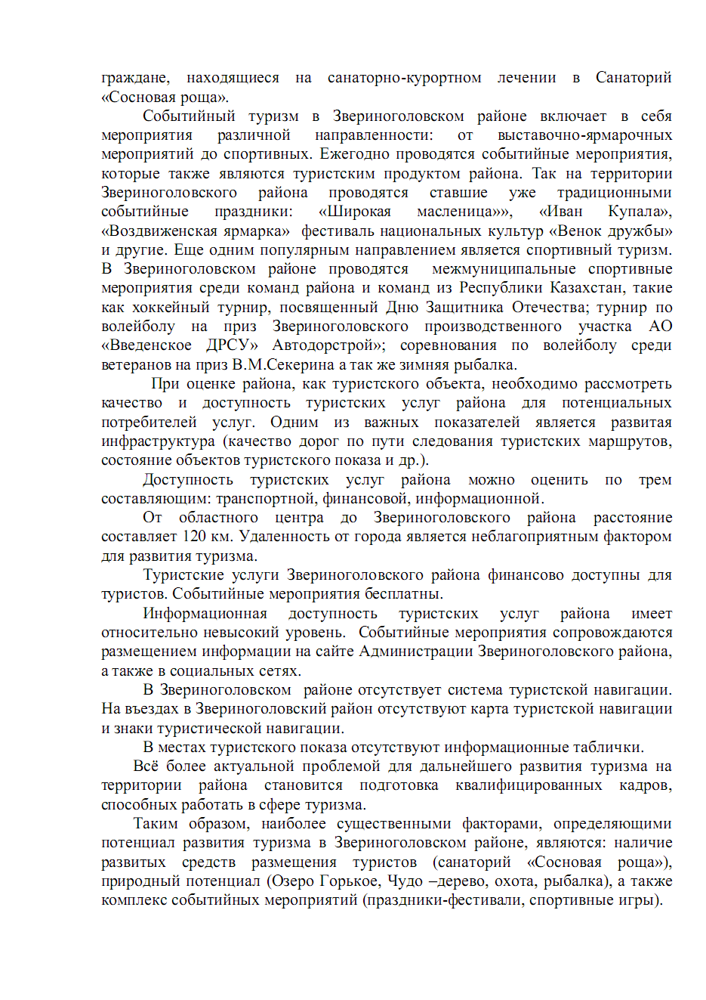 граждане, находящиеся на санаторно-курортном лечении в Санаторий
«Сосновая роща».
Событийный туризм в Звериноголовском районе включает в себя
мероприятия различной направленности: от выставочно-ярмарочных
мероприятий до спортивных. Ежегодно проводятся событийные мероприятия,
которые также являются туристским продуктом района. Так на территории
Звериноголовского района проводятся ставшие уже традиционными
событийные праздники: «Широкая масленица»», «Иван Купала»,
«Воздвиженская ярмарка» фестиваль национальных культур «Венок дружбы»
и другие. Еще одним популярным направлением является спортивный туризм.
В Звериноголовском районе проводятся межмуниципальные спортивные
мероприятия среди команд района и команд из Республики Казахстан, такие
как хоккейный турнир, посвященный Дню Защитника Отечества; турнир по
волейболу на приз Звериноголовского производственного участка АО
«Введенское ДРСУ» Автодорстрой»; соревнования по волейболу среди
ветеранов на приз В.М.Секерина а так же зимняя рыбалка.
При оценке района, как туристского объекта, необходимо рассмотреть
качество и доступность туристских услуг района для потенциальных
потребителей услуг. Одним из важных показателей является развитая
инфраструктура (качество дорог по пути следования туристских маршрутов,
состояние объектов туристского показа и др.).
Доступность туристских услуг района можно оценить по трем
составляющим: транспортной, финансовой, информационной.
От областного центра до Звериноголовского района расстояние
составляет 120 км. Удаленность от города является неблагоприятным фактором
для развития туризма.
Туристские услуги Звериноголовского района финансово доступны для
туристов. Событийные мероприятия бесплатны.
Информационная доступность туристских услуг района имеет
относительно невысокий уровень. Событийные мероприятия сопровождаются
размещением информации на сайте Администрации Звериноголовского района,
а также в социальных сетях.
В Звериноголовском районе отсутствует система туристской навигации.
На въездах в Звериноголовский район отсутствуют карта туристской навигации
и знаки туристической навигации.
В местах туристского показа отсутствуют информационные таблички.
Всё более актуальной проблемой для дальнейшего развития туризма на
территории района становится подготовка квалифицированных кадров,
способных работать в сфере туризма.
Таким образом, наиболее существенными факторами, определяющими
потенциал развития туризма в Звериноголовском районе, являются: наличие
развитых средств размещения туристов (санаторий «Сосновая роща»),
природный потенциал (Озеро Горькое, Чудо –дерево, охота, рыбалка), а также
комплекс событийных мероприятий (праздники-фестивали, спортивные игры).